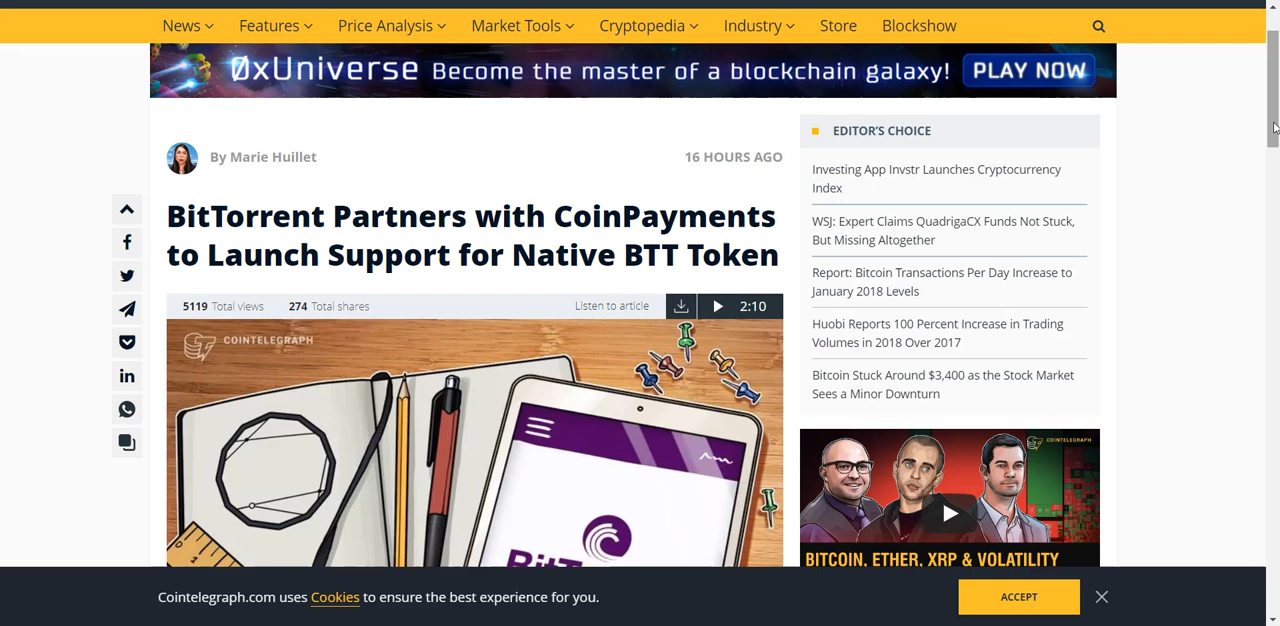 News Features Price Analysis Market Tools Cryptopedia Industry Store Blockshow
0xUniverse Become the master of a blockchain galaxy! PLAY NOW
By Marie Huillet 16 HOURS AGO
BitTorrent Partners with CoinPayments
to Launch Support for Native BTT Token
5119 Total views 274 Total shares Listen to article 2:10
COINTELEGRAPH
EDITOR'S CHOICE
Investing App Invstr Launches Cryptocurrency
Index
WSJ: Expert Claims QuadrigaCX Funds Not Stuck,
But Missing Altogether
Report: Bitcoin Transactions Per Day Increase to
January 2018 Levels
Huobi Reports 100 Percent Increase in Trading
Volumes in 2018 Over 2017
Bitcoin Stuck Around $3,400 as the Stock Market
Sees a Minor Downturn
COINTELEGRAPH
BITCOIN, ETHER, XRP & VOLATILITY
Cointelegraph.com uses Cookies to ensure the best experience for you.
ACCEPT